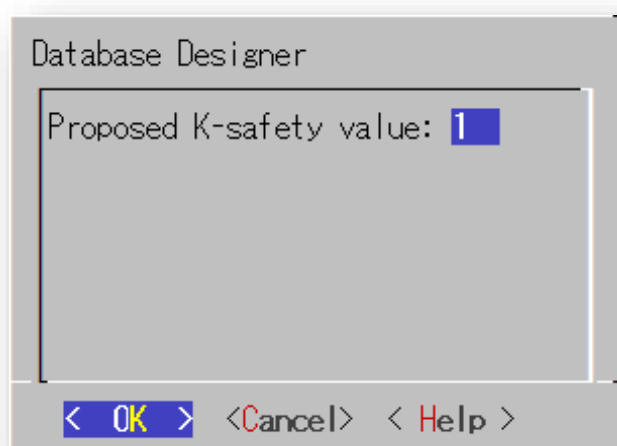 Database Designer
Proposed K-safety value: 1
< OK > <Cancel> < Help >